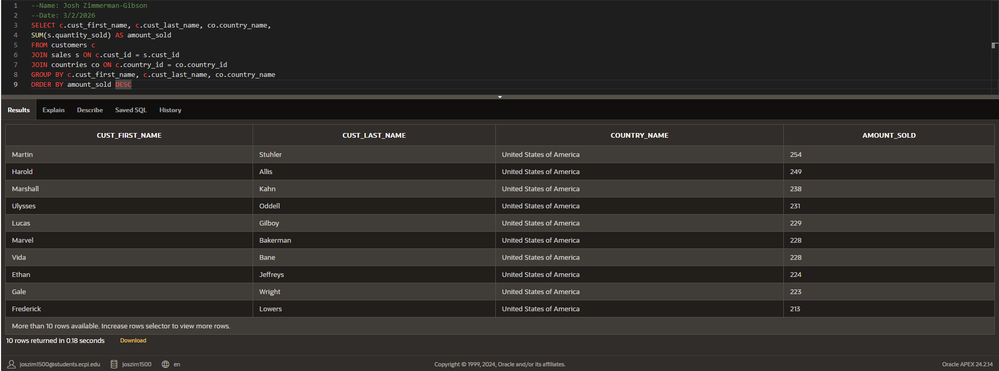 1 --Name: Josh Zimmerman-Gibson
2 --Date: 3/2/2026
3 SELECT c.cust_first_name, c.cust_last_name, co.country_name,
4 SUM(s.quantity_sold) AS amount_sold
5 FROM customers c
6 JOIN sales s ON c.cust_id = s.cust_id
7 JOIN countries co ON c.country_id = co.country_id
8 GROUP BY c.cust_first_name, c.cust_last_name, co.country_name
9 ORDER BY amount_sold DESC
Results Explain Describe Saved SQL History
CUST_FIRST_NAME CUST_LAST_NAME COUNTRY_NAME AMOUNT_SOLD
Martin Stuhler United States of America 254
Harold Allis United States of America 249
Marshall Kahn United States of America 238
Ulysses Oddell United States of America 231
Lucas Gilboy United States of America 229
Marvel Bakerman United States of America 228
Vida Bane United States of America 228
Ethan Jeffreys United States of America 224
Gale Wright United States of America 223
Frederick Lowers United States of America 213
More than 10 rows available. Increase rows selector to view more rows.
10 rows returned in 0.18 seconds Download
joszim1500@students.ecpi.edu joszim1500 en Copyright © 1999, 2024, Oracle and/or its affiliates. Oracle APEX 24.2.14